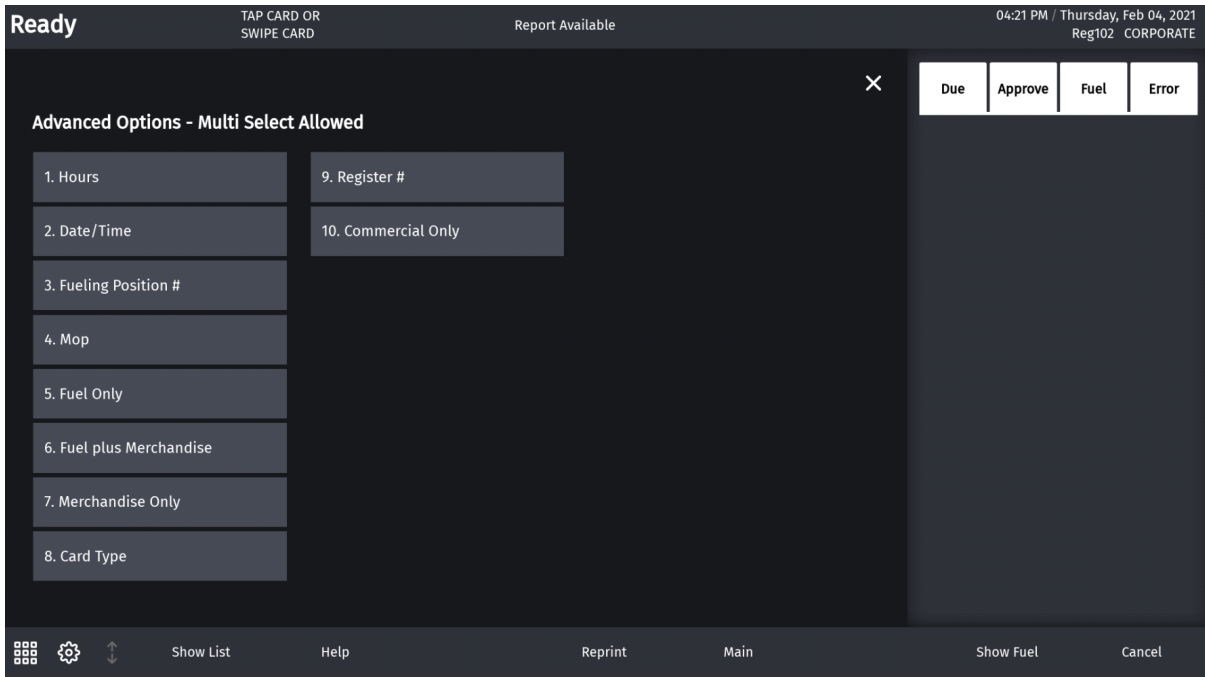 Ready
TAP CARD OR
SWIPE CARD
Report Available
04:21 PM / Thursday, Feb 04, 2021
Reg102 CORPORATE
Due Approve Fuel Error
Advanced Options - Multi Select Allowed
1. Hours
2. Date/Time
3. Fueling Position #
4. Mop
5. Fuel Only
6. Fuel plus Merchandise
7. Merchandise Only
8. Card Type
9. Register #
10. Commercial Only
Show List Help Reprint Main Show Fuel Cancel